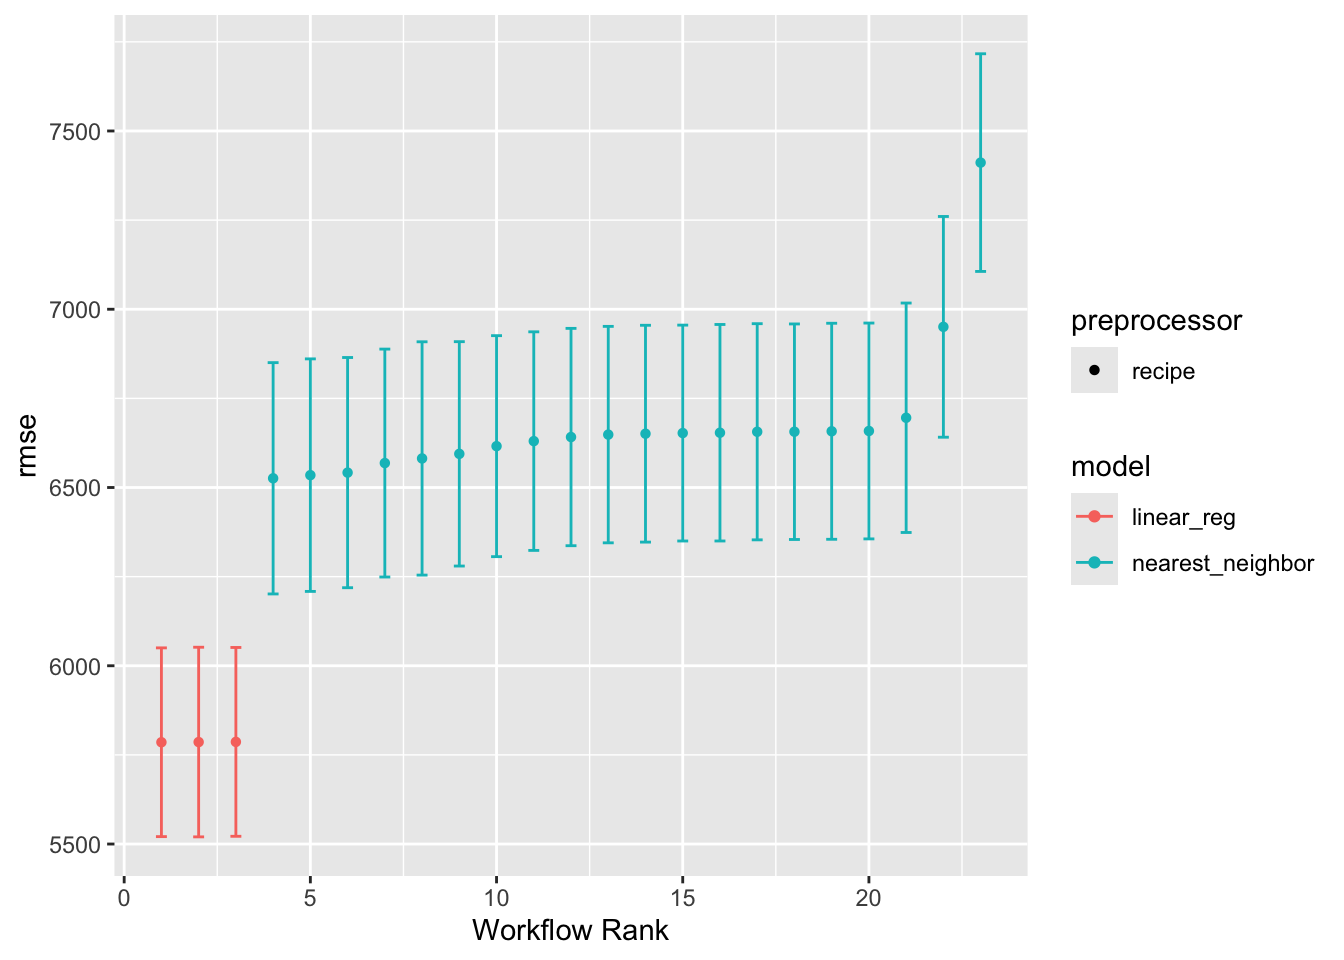 rmse
7500
7000
6500
6000
5500
0
5
10
15
20
Workflow Rank
preprocessor
recipe
model
linear_reg
nearest_neighbor